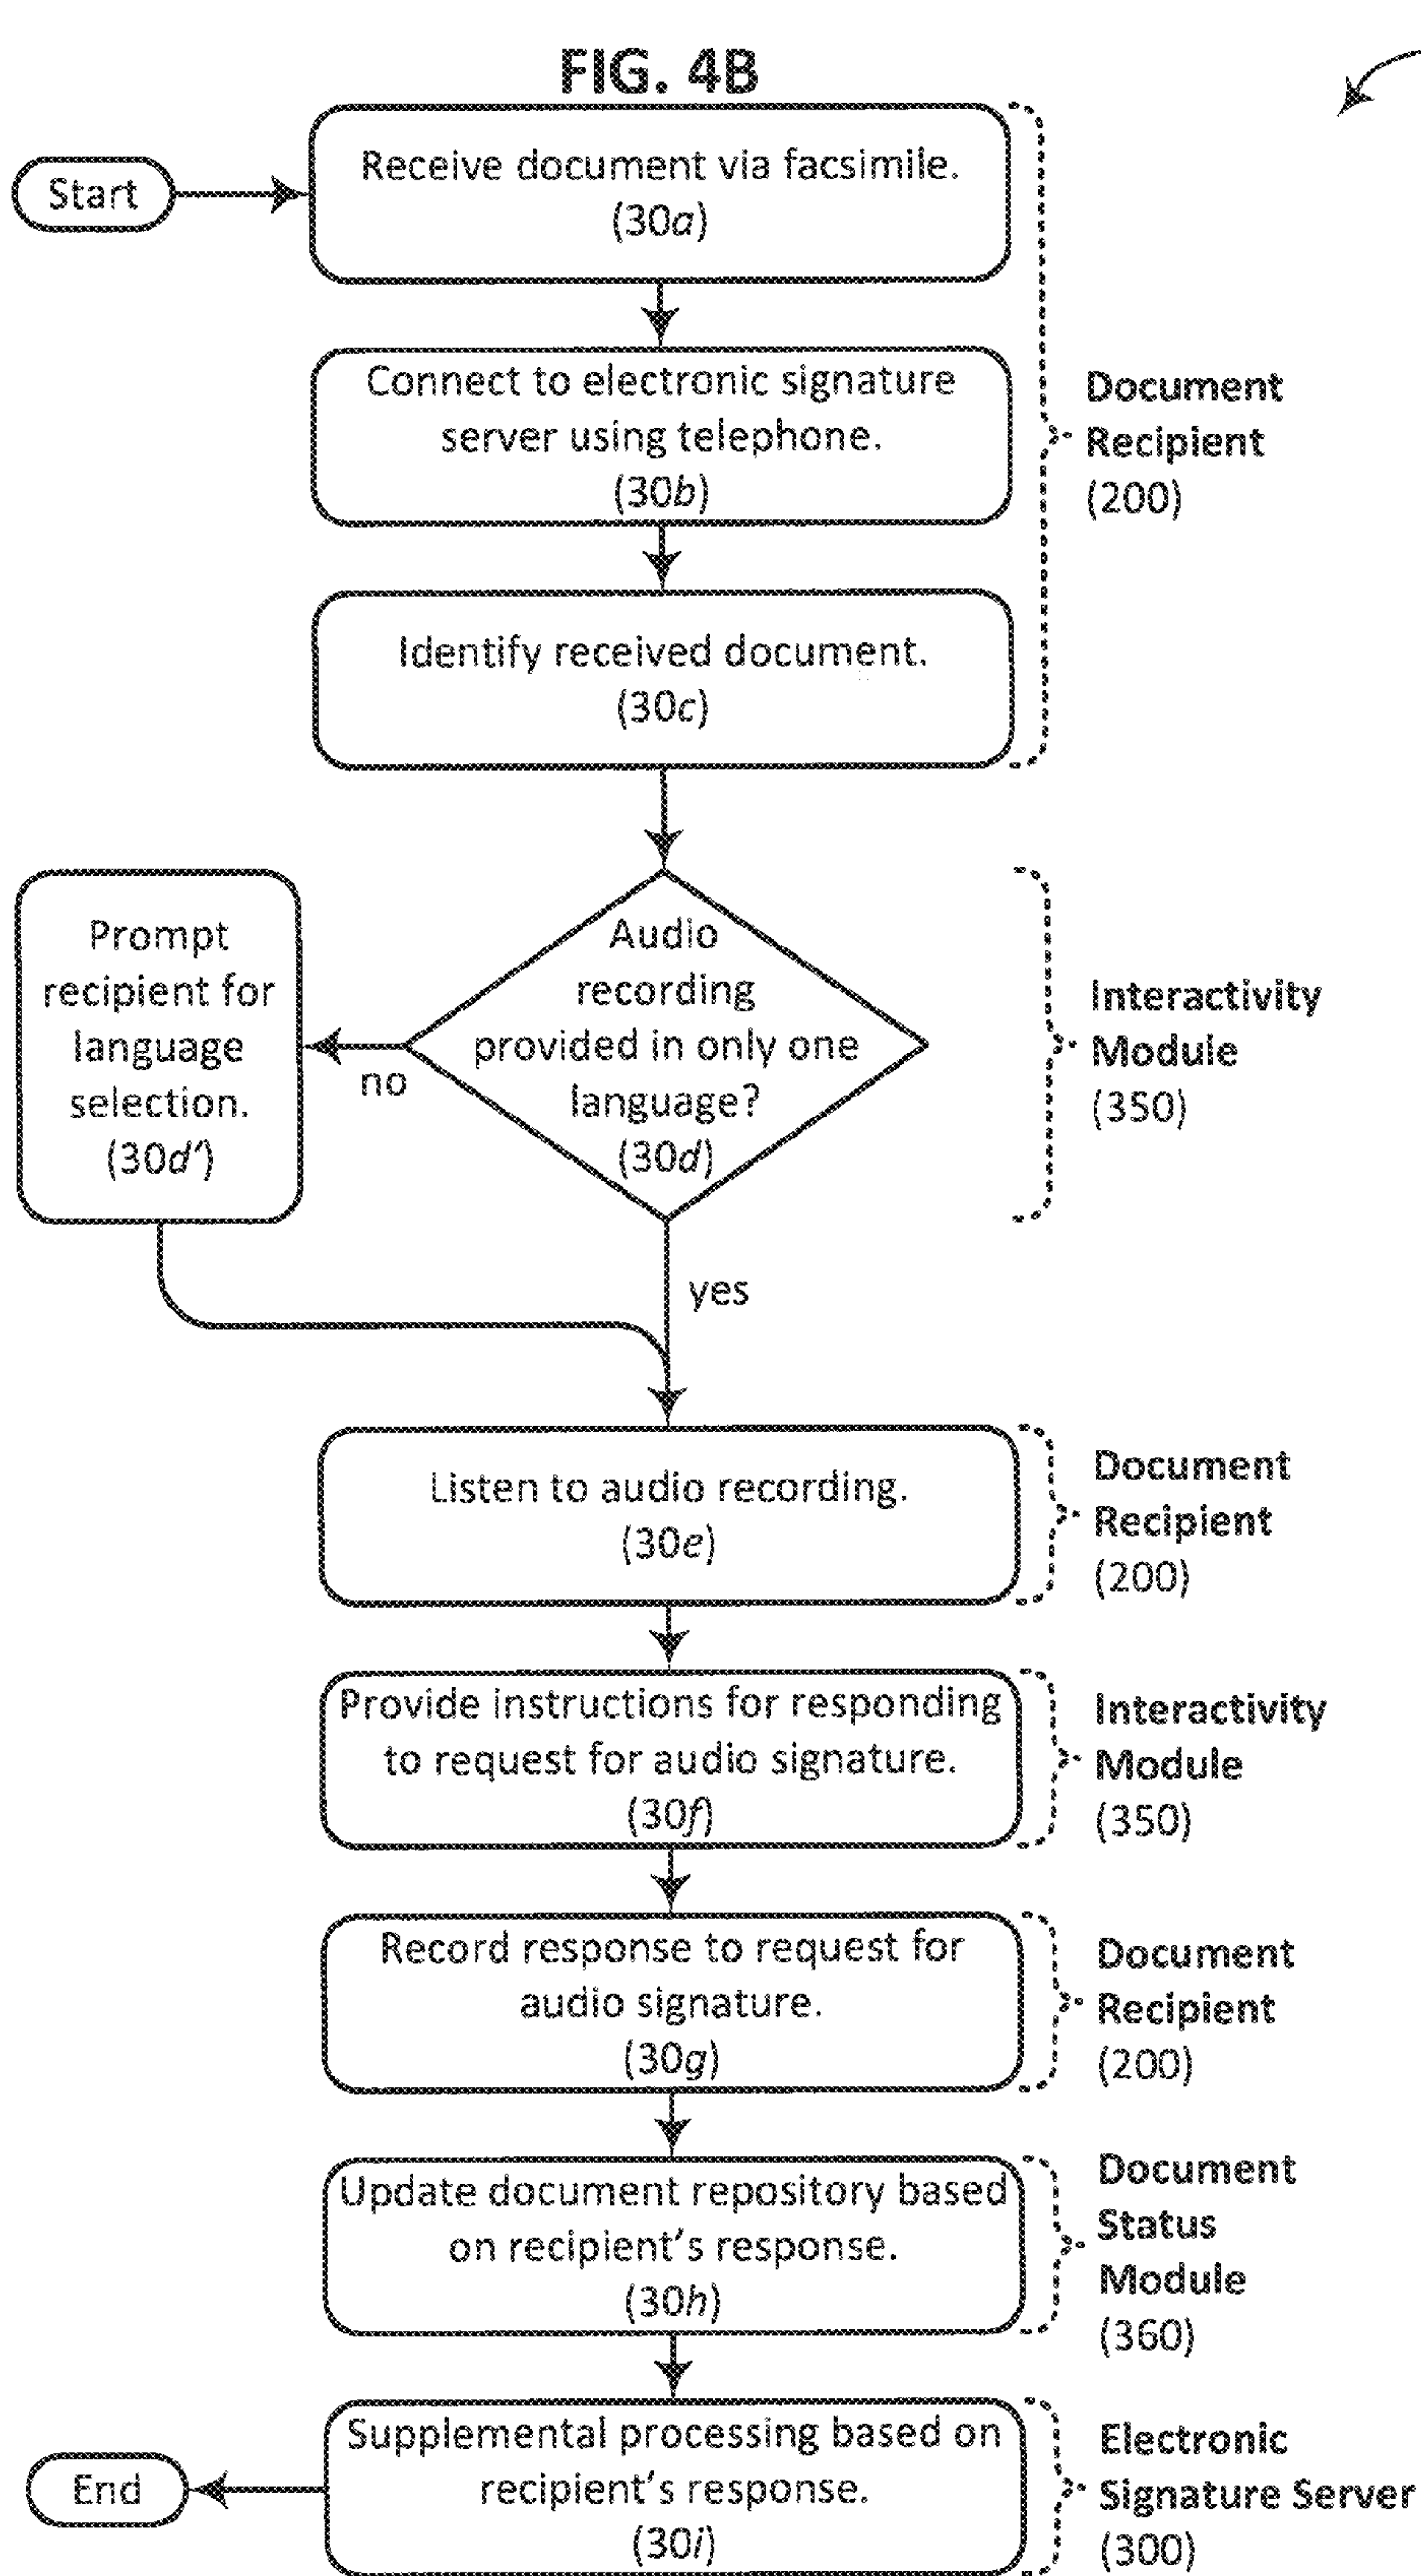 FIG. 4B
Start
Receive document via facsimile.
(30a)
Connect to electronic signature
server using telephone.
(30b)
Identify received document.
(30c)
Document
Recipient
(200)
Prompt
recipient for
language
selection.
(30d')
no
Audio
recording
provided in only one
language?
(30d)
yes
Interactivity
Module
(350)
Listen to audio recording.
(30e)
Document
Recipient
(200)
Provide instructions for responding
to request for audio signature.
(30f)
Interactivity
Module
(350)
Record response to request for
audio signature.
(30g)
Document
Recipient
(200)
Update document repository based
on recipient's response.
(30h)
Document
Status
Module
(360)
Supplemental processing based on
recipient's response.
(30i)
End
Electronic
Signature Server
(300)